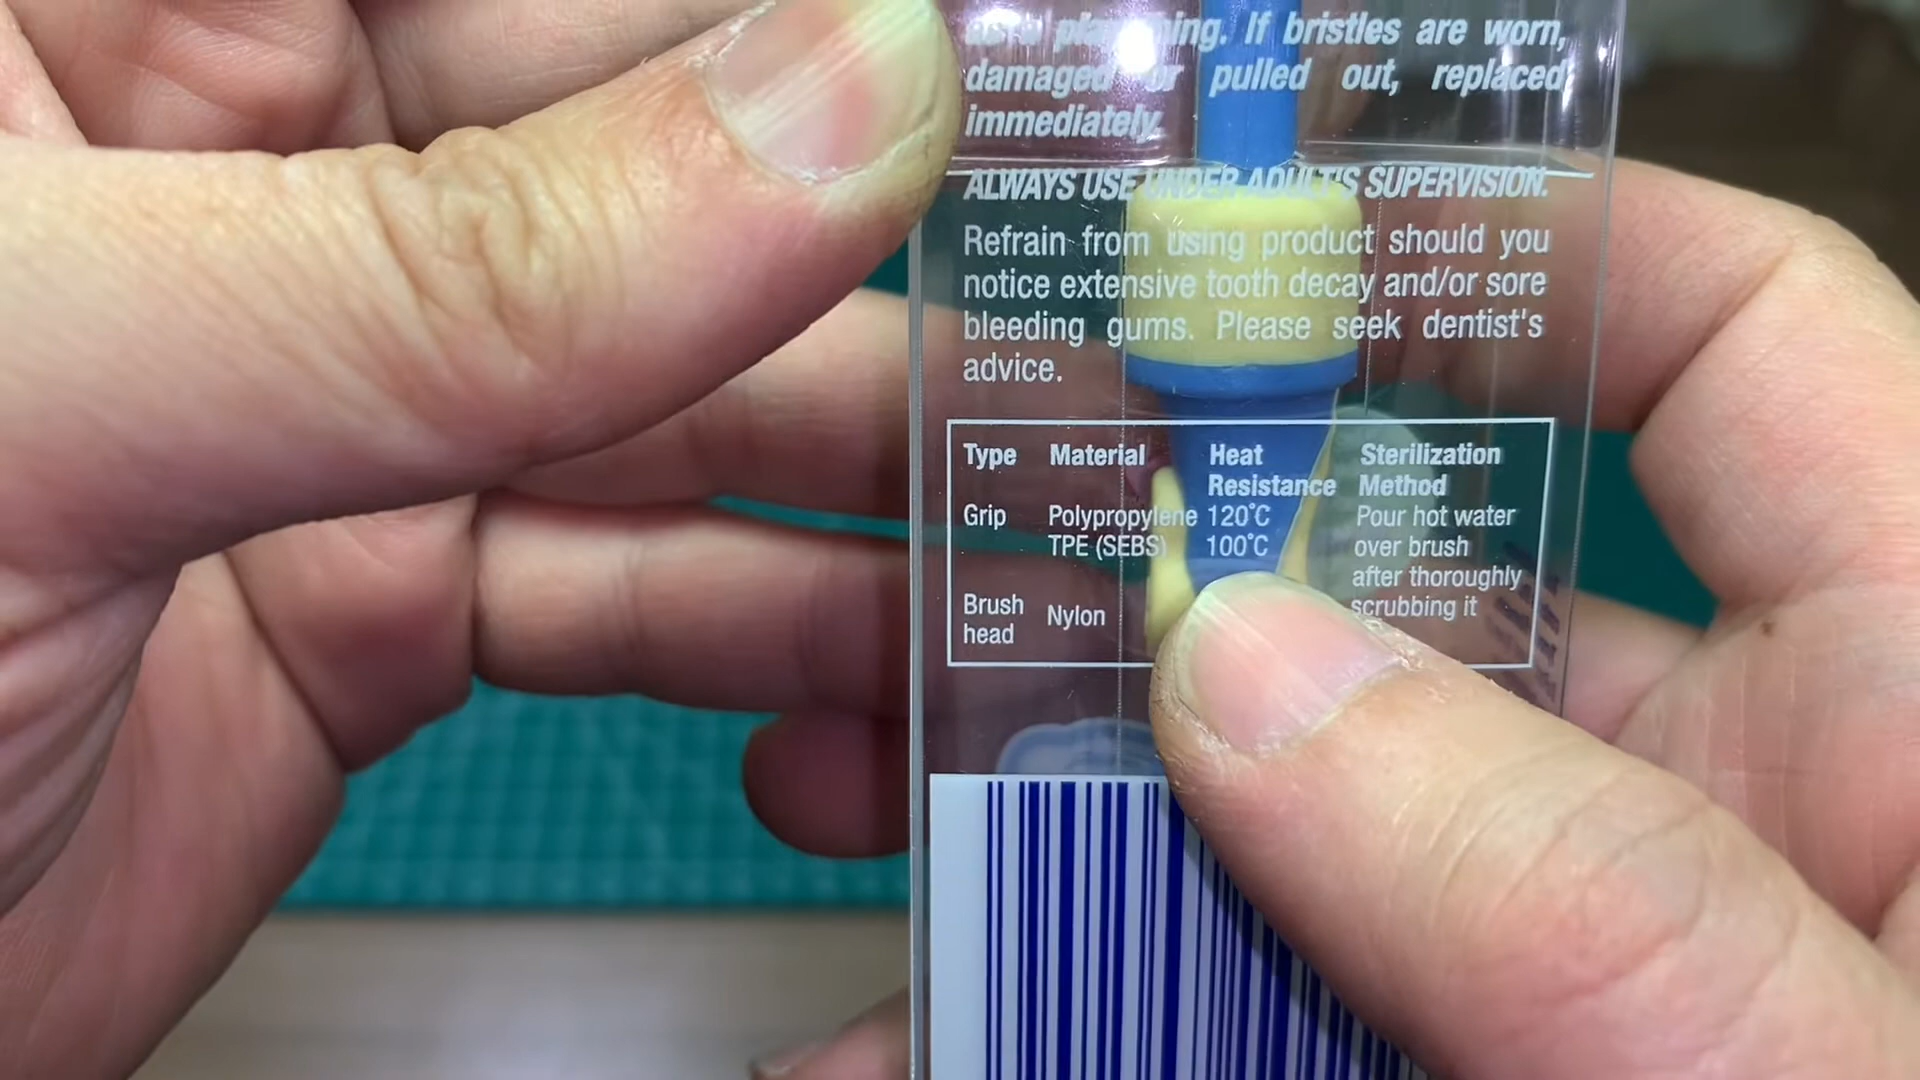 as a plaything. If bristles are worn,
damaged or pulled out, replaced
immediately.
ALWAYS USE UNDER ADULT'S SUPERVISION.
Refrain from using product should you
notice extensive tooth decay and/or sore
bleeding gums. Please seek dentist's
advice.
Type Material Heat Resistance Sterilization Method
Grip Polypropylene 120°C Pour hot water
TPE (SEBS) 100°C over brush
after thoroughly
Brush head Nylon scrubbing it